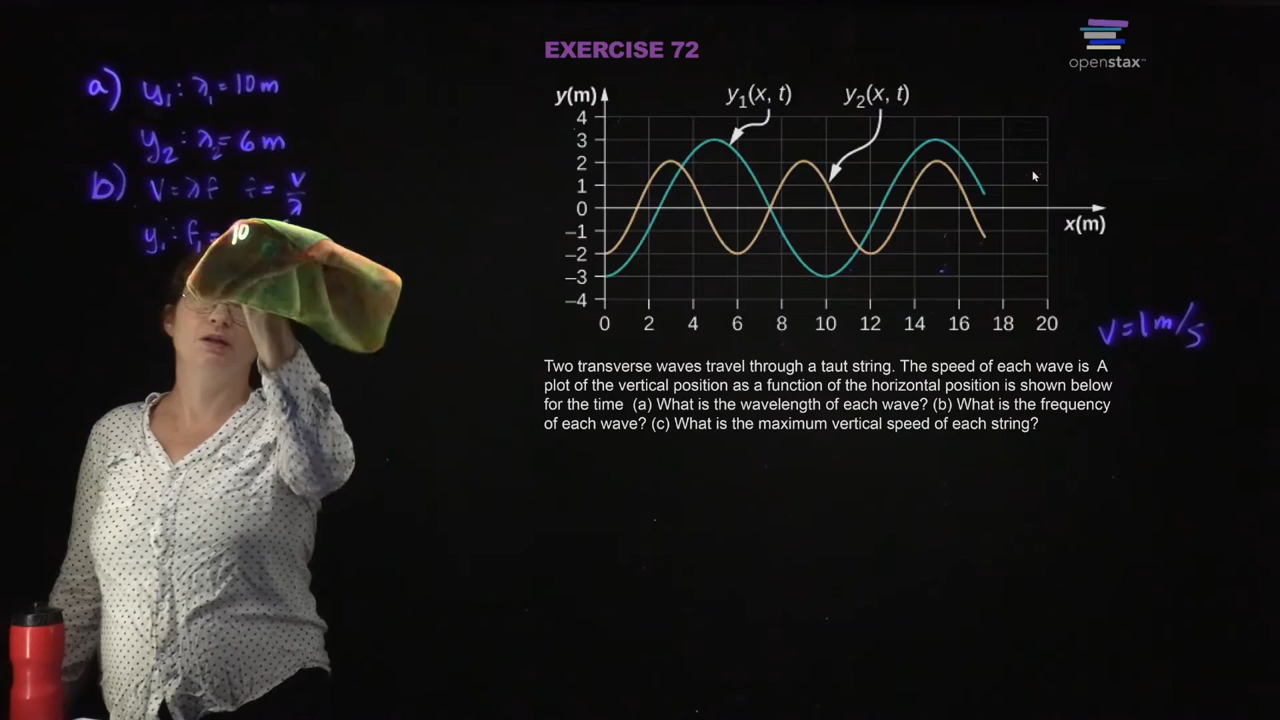 EXERCISE 72
openstax™
a) y₁ : λ₁ = 10 m
y₂ : λ₂ = 6 m
b) V = λf f = V/λ
y₁ : f₁ = 10
y(m)
y₁(x, t)
y₂(x, t)
4
3
2
1
0
−1
−2
−3
−4
x(m)
0 2 4 6 8 10 12 14 16 18 20
V = 1 m/s
Two transverse waves travel through a taut string. The speed of each wave is A
plot of the vertical position as a function of the horizontal position is shown below
for the time (a) What is the wavelength of each wave? (b) What is the frequency
of each wave? (c) What is the maximum vertical speed of each string?